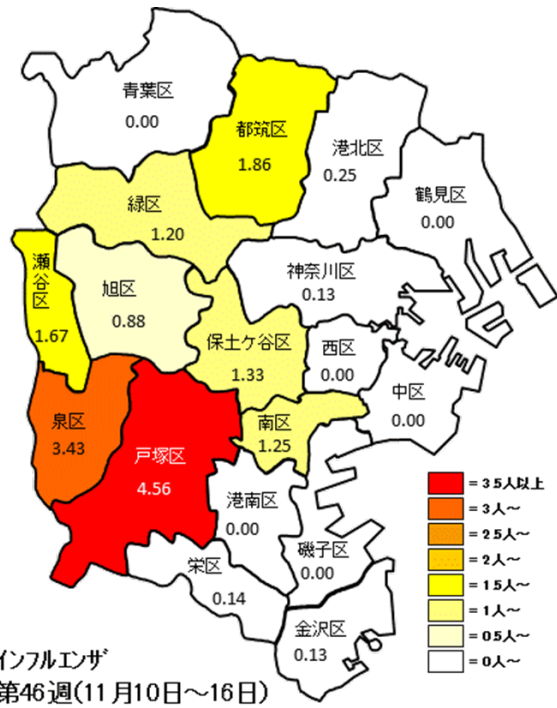 青葉区
0.00
都筑区
1.86
港北区
0.25
鶴見区
0.00
緑区
1.20
瀬谷区
1.67
旭区
0.88
神奈川区
0.13
保土ケ谷区
1.33
西区
0.00
中区
0.00
泉区
3.43
戸塚区
4.56
南区
1.25
港南区
0.00
磯子区
0.00
栄区
0.14
金沢区
0.13
=3.5人以上
=3人～
=2.5人～
=2人～
=1.5人～
=1人～
=0.5人～
=0人～
インフルエンザ
第46週(11月10日～16日)